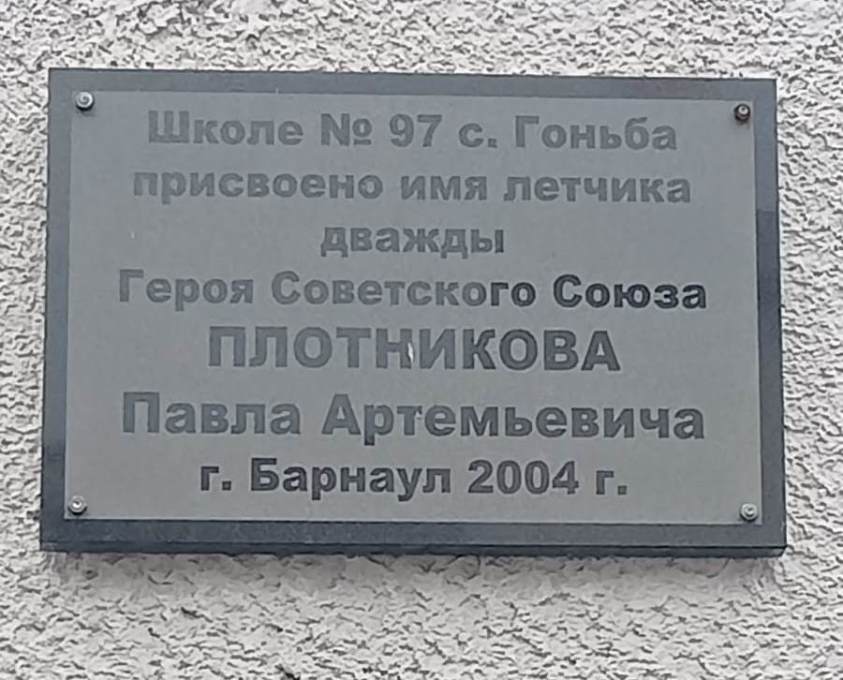 Школе № 97 с. Гоньба
присвоено имя летчика
дважды
Героя Советского Союза
ПЛОТНИКОВА
Павла Артемьевича
г. Барнаул 2004 г.